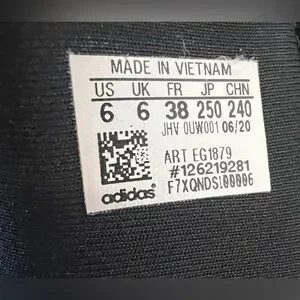 MADE IN VIETNAM
US UK FR JP CHN
6 6 38 250 240
JHV 0UW001 06/20
ART EG1879
#126219281
F7XQNDS100006
adidas